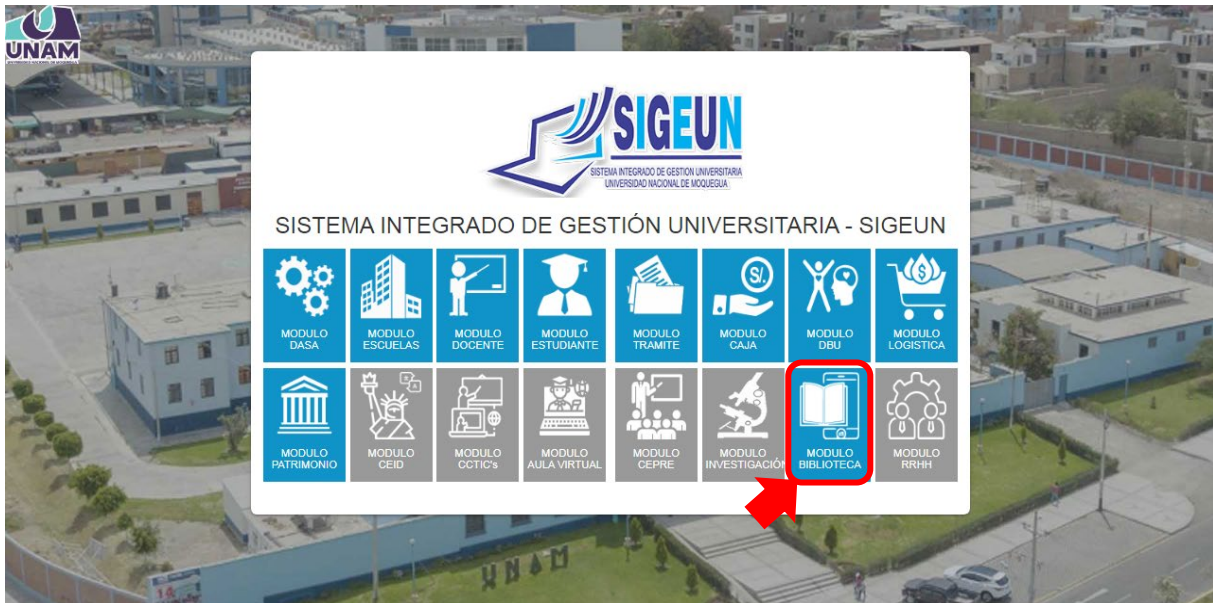 UNAM
SIGEUN
SISTEMA INTEGRADO DE GESTION UNIVERSITARIA
UNIVERSIDAD NACIONAL DE MOQUEGUA
SISTEMA INTEGRADO DE GESTIÓN UNIVERSITARIA - SIGEUN
S/.
$
MODULO
DASA
MODULO
ESCUELAS
MODULO
DOCENTE
MODULO
ESTUDIANTE
MODULO
TRAMITE
MODULO
CAJA
MODULO
DBU
MODULO
LOGISTICA
MODULO
PATRIMONIO
MODULO
CEID
MODULO
CCTIC's
MODULO
AULA VIRTUAL
MODULO
CEPRE
MODULO
INVESTIGACIÓN
MODULO
BIBLIOTECA
MODULO
RRHH
UNAM